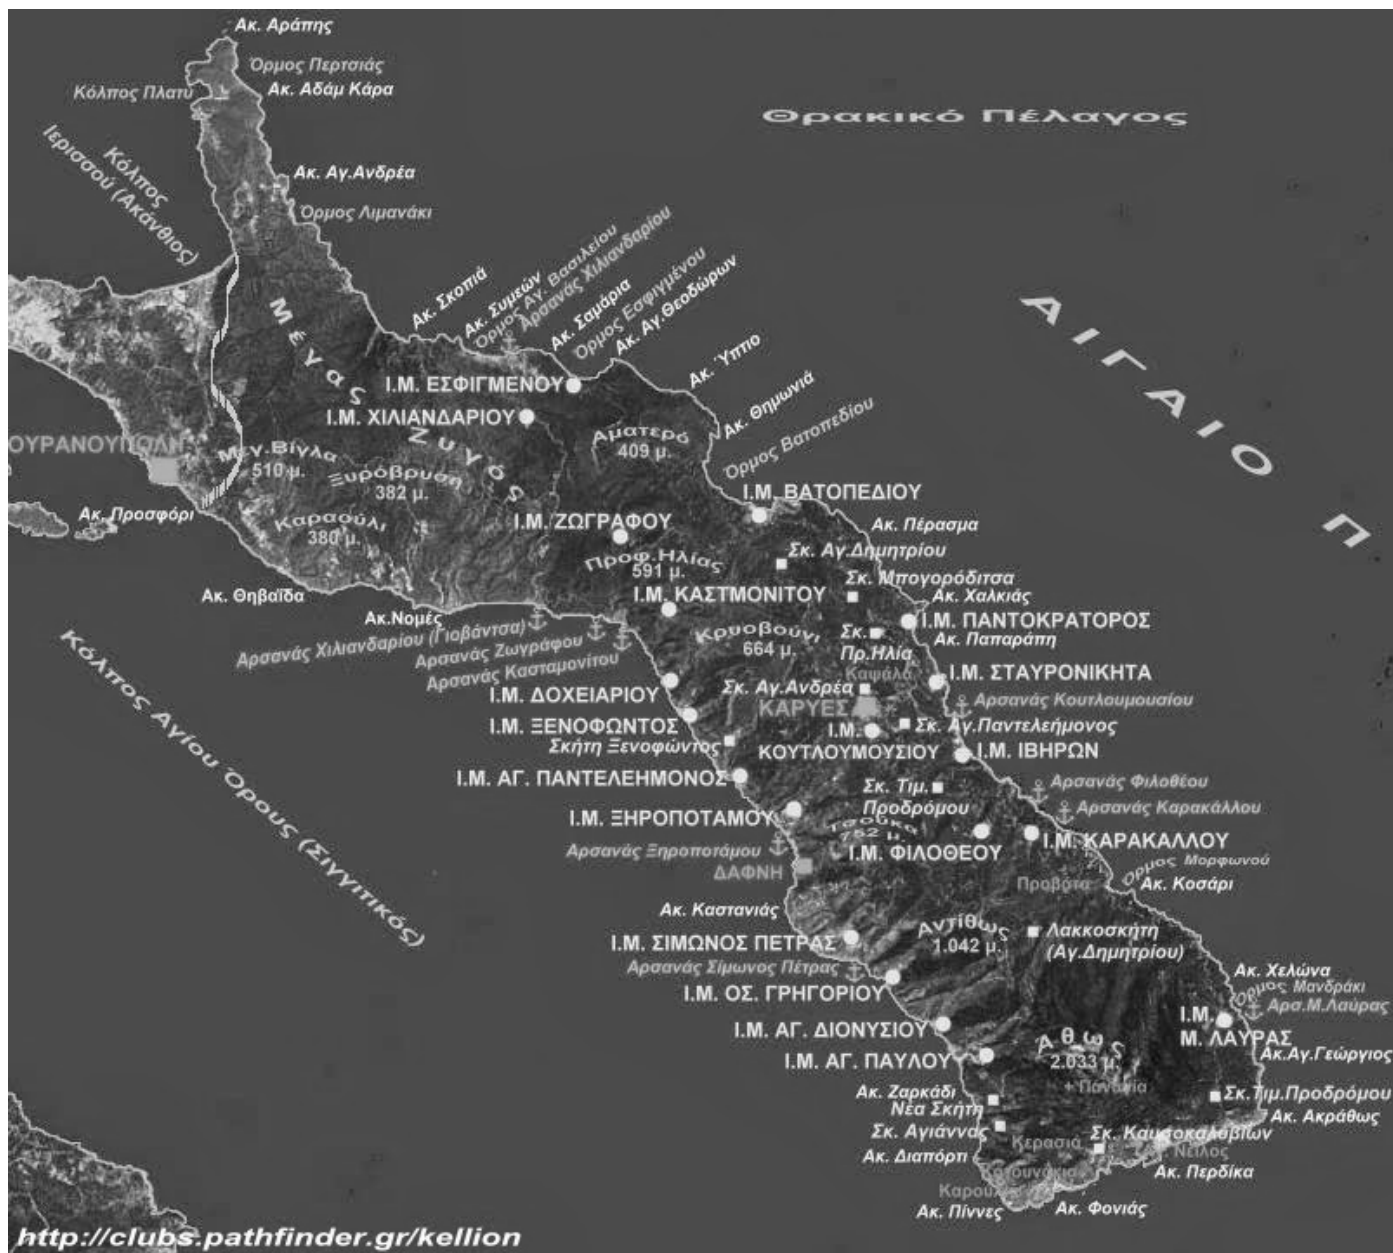 Ακ. Αράπης
Όρμος Περτσιάς
Κόλπος Πλατύ
Ακ. Αδάμ Κάρα
Θρακικό Πέλαγος
Κόλπος
Ιερισσού (Ακάνθιος)
Ακ. Αγ.Ανδρέα
Όρμος Λιμανάκι
ΑΙΓΑΙΟ Π
Ακ. Σκοπιά
Ακ. Συμεών
Όρμος Αγ. Βασιλείου
Αρσανάς Χιλιανδαρίου
Ακ. Σαμάρια
Όρμος Εσφιγμένου
Ακ. Αγ.Θεοδώρων
Ακ. Ύππιο
Ακ. Θημωνιά
Όρμος Βατοπεδίου
Μέγας Ζυγός
Ι.Μ. ΕΣΦΙΓΜΕΝΟΥ
Ι.Μ. ΧΙΛΙΑΝΔΑΡΙΟΥ
Αματερό
409 μ.
ΟΥΡΑΝΟΥΠΟΛΗ
Μεγ.Βίγλα
510 μ.
Ξυρόβρυση
382 μ.
Καραούλι
380 μ.
Ακ. Προσφόρι
Ι.Μ. ΒΑΤΟΠΕΔΙΟΥ
Ι.Μ. ΖΩΓΡΑΦΟΥ
Ακ. Πέρασμα
Σκ. Αγ.Δημητρίου
Προφ.Ηλίας
591 μ.
Σκ. Μπογορόδιτσα
Ι.Μ. ΚΑΣΤΜΟΝΙΤΟΥ
Ακ. Θηβαΐδα
Ακ.Νομές
Ακ. Χαλκιάς
Ι.Μ. ΠΑΝΤΟΚΡΑΤΟΡΟΣ
Ακ. Παπαράπη
Αρσανάς Χιλιανδαρίου (Γιοβάντσα)
Αρσανάς Ζωγράφου
Αρσανάς Κασταμονίτου
Κρυοβούνι
664 μ.
Σκ.
Πρ.Ηλία
Καψάλα
Ι.Μ. ΣΤΑΥΡΟΝΙΚΗΤΑ
Σκ. Αγ.Ανδρέα
ΚΑΡΥΕΣ
Ι.Μ. ΔΟΧΕΙΑΡΙΟΥ
Αρσανάς Κουτλουμουσίου
Ι.Μ. ΞΕΝΟΦΩΝΤΟΣ
Σκ. Αγ.Παντελεήμονος
Ι.Μ.
ΚΟΥΤΛΟΥΜΟΥΣΙΟΥ
Σκήτη Ξενοφώντος
Ι.Μ. ΙΒΗΡΩΝ
Κόλπος Αγίου Όρους (Σιγγιτικός)
Ι.Μ. ΑΓ. ΠΑΝΤΕΛΕΗΜΟΝΟΣ
Σκ. Τιμ.
Προδρόμου
Αρσανάς Φιλοθέου
Αρσανάς Καρακάλλου
Ι.Μ. ΞΗΡΟΠΟΤΑΜΟΥ
Τσούκα
752 μ.
Ι.Μ. ΚΑΡΑΚΑΛΛΟΥ
Ι.Μ. ΦΙΛΟΘΕΟΥ
Αρσανάς Ξηροποτάμου
ΔΑΦΝΗ
Όρμος Μορφωνού
Προβάτα
Ακ. Κοσάρι
Ακ. Καστανιάς
Αντίθως
1.042 μ.
Λακκοσκήτη
(Αγ.Δημητρίου)
Ι.Μ. ΣΙΜΩΝΟΣ ΠΕΤΡΑΣ
Αρσανάς Σίμωνος Πέτρας
Ακ. Χελώνα
Όρμος Μανδράκι
Αρσ.Μ.Λαύρας
Ι.Μ. ΟΣ. ΓΡΗΓΟΡΙΟΥ
Ι.Μ.
Μ. ΛΑΥΡΑΣ
Ι.Μ. ΑΓ. ΔΙΟΝΥΣΙΟΥ
Άθως
2.033 μ.
Ακ.Αγ.Γεώργιος
Ι.Μ. ΑΓ. ΠΑΥΛΟΥ
+ Παναγία
Ακ. Ζαρκάδι
Νέα Σκήτη
Σκ.Τιμ.Προδρόμου
Ακ. Ακράθως
Σκ. Αγιάννας
Κερασιά
Σκ. Καυσοκαλυβίων
Νείλος
Ακ. Διαπόρτι
Κατουνάκια
Ακ. Περδίκα
Ακ. Πίννες
Ακ. Φονιάς
http://clubs.pathfinder.gr/kellion